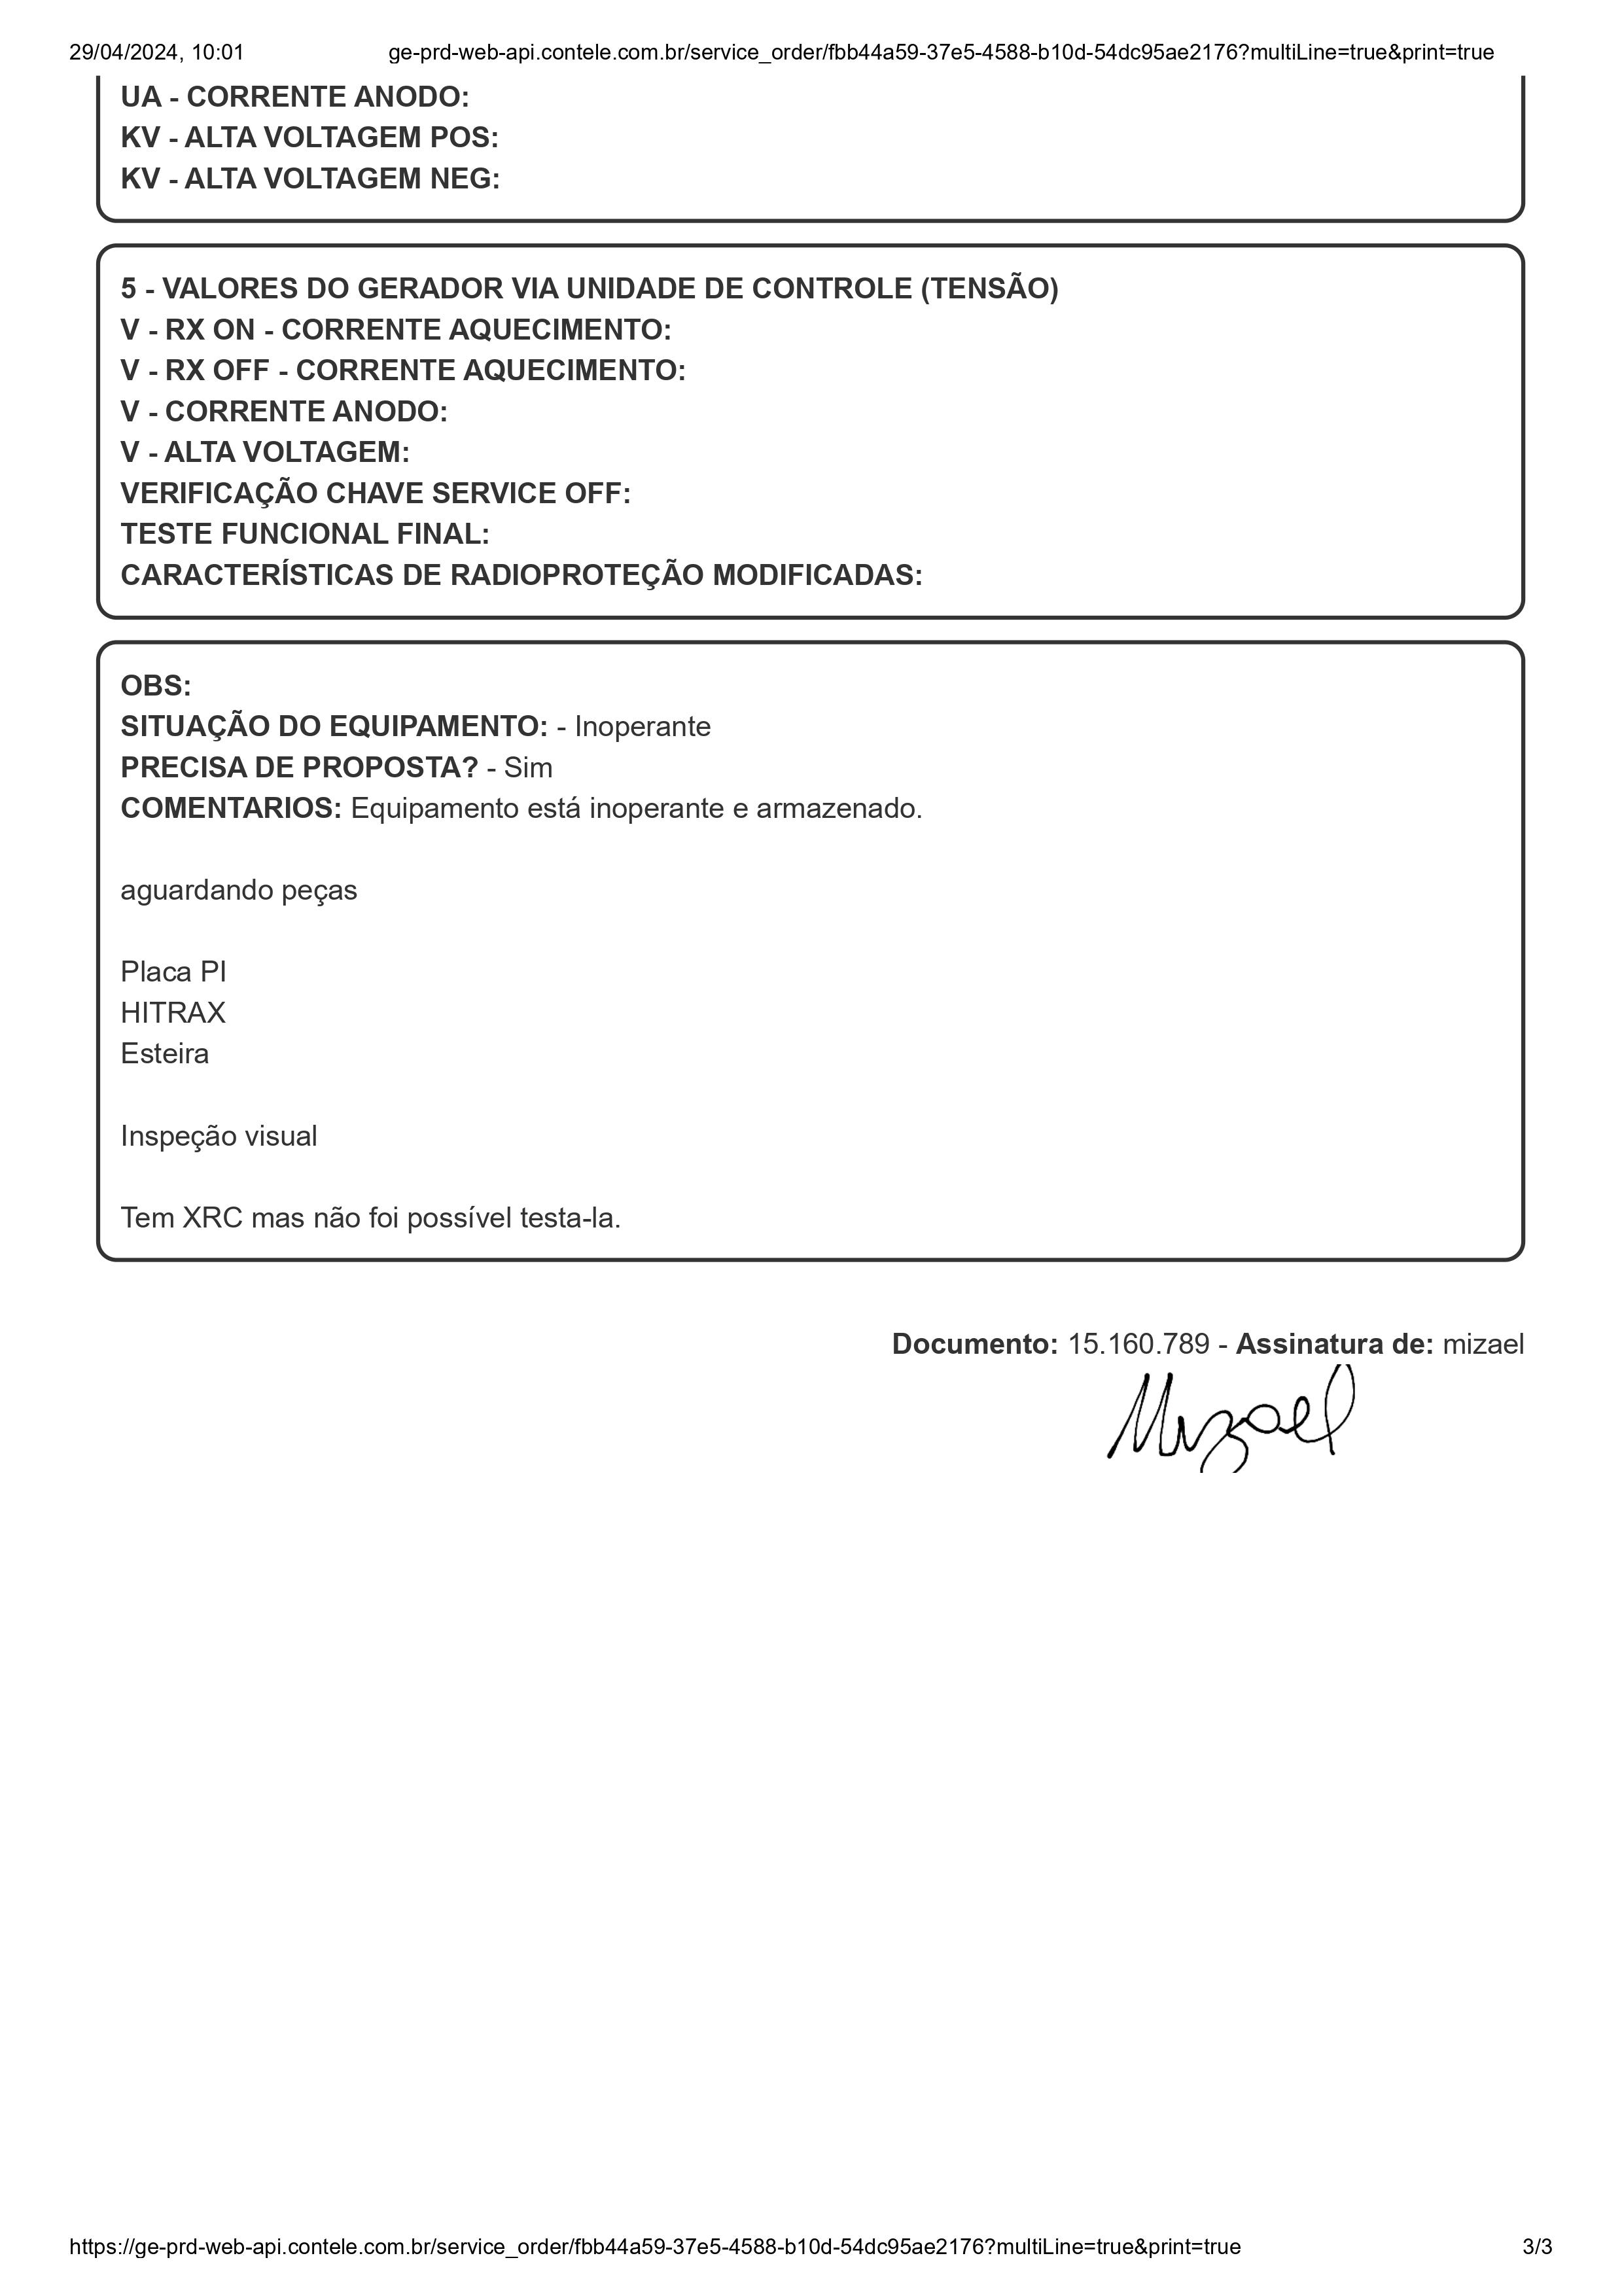 29/04/2024, 10:01 ge-prd-web-api.contele.com.br/service_order/fbb44a59-37e5-4588-b10d-54dc95ae2176?multiLine=true&print=true
UA - CORRENTE ANODO:
KV - ALTA VOLTAGEM POS:
KV - ALTA VOLTAGEM NEG:
5 - VALORES DO GERADOR VIA UNIDADE DE CONTROLE (TENSÃO)
V - RX ON - CORRENTE AQUECIMENTO:
V - RX OFF - CORRENTE AQUECIMENTO:
V - CORRENTE ANODO:
V - ALTA VOLTAGEM:
VERIFICAÇÃO CHAVE SERVICE OFF:
TESTE FUNCIONAL FINAL:
CARACTERÍSTICAS DE RADIOPROTEÇÃO MODIFICADAS:
OBS:
SITUAÇÃO DO EQUIPAMENTO: - Inoperante
PRECISA DE PROPOSTA? - Sim
COMENTARIOS: Equipamento está inoperante e armazenado.
aguardando peças
Placa PI
HITRAX
Esteira
Inspeção visual
Tem XRC mas não foi possível testa-la.
Documento: 15.160.789 - Assinatura de: mizael
Mizael
https://ge-prd-web-api.contele.com.br/service_order/fbb44a59-37e5-4588-b10d-54dc95ae2176?multiLine=true&print=true 3/3